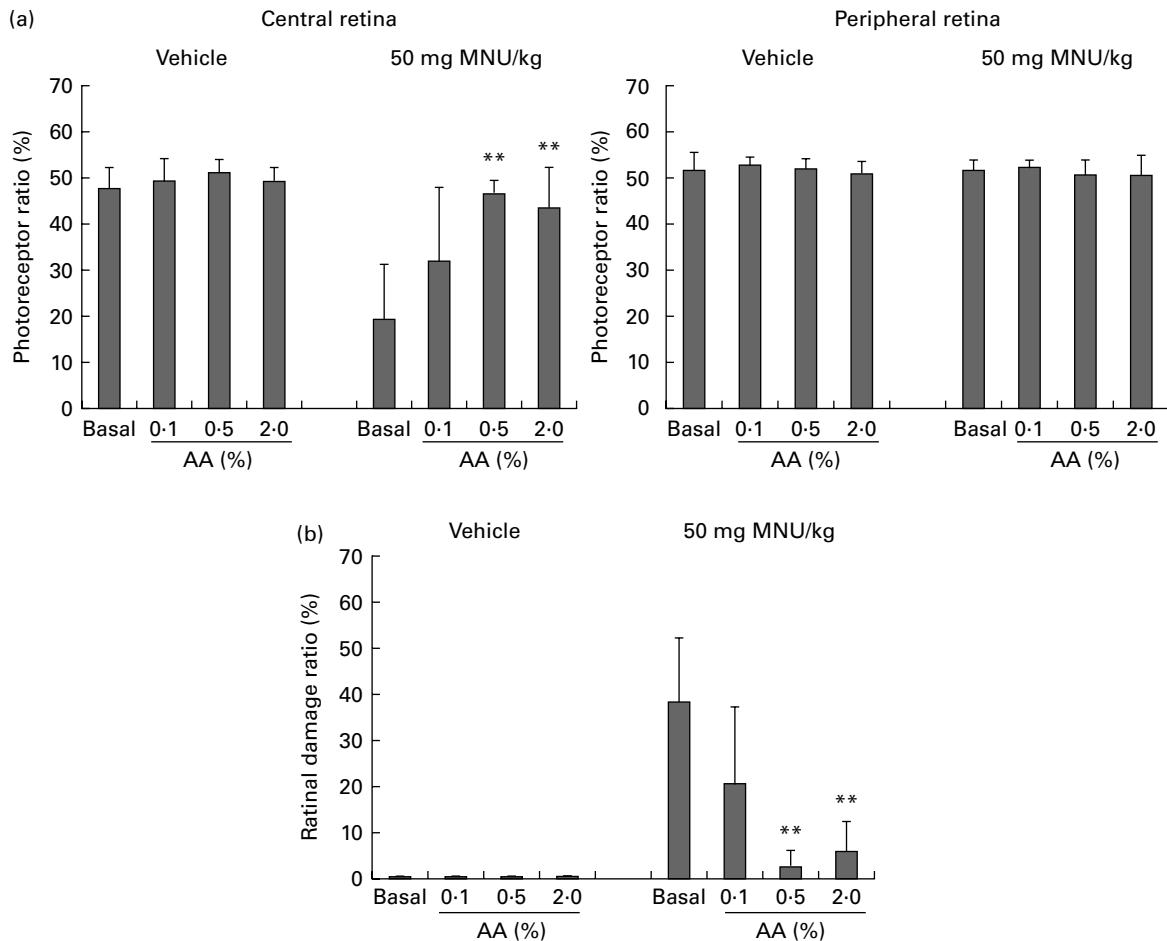 (a)
Central retina
Peripheral retina
Vehicle
50 mg MNU/kg
Vehicle
50 mg MNU/kg
Photoreceptor ratio (%)
70
60
50
40
30
20
10
0
**
**
Basal 0·1 0·5 2·0
AA (%)
Basal 0·1 0·5 2·0
AA (%)
Photoreceptor ratio (%)
70
60
50
40
30
20
10
0
Basal 0·1 0·5 2·0
AA (%)
Basal 0·1 0·5 2·0
AA (%)
(b)
Vehicle
50 mg MNU/kg
Ratinal damage ratio (%)
70
60
50
40
30
20
10
0
**
**
Basal 0·1 0·5 2·0
AA (%)
Basal 0·1 0·5 2·0
AA (%)